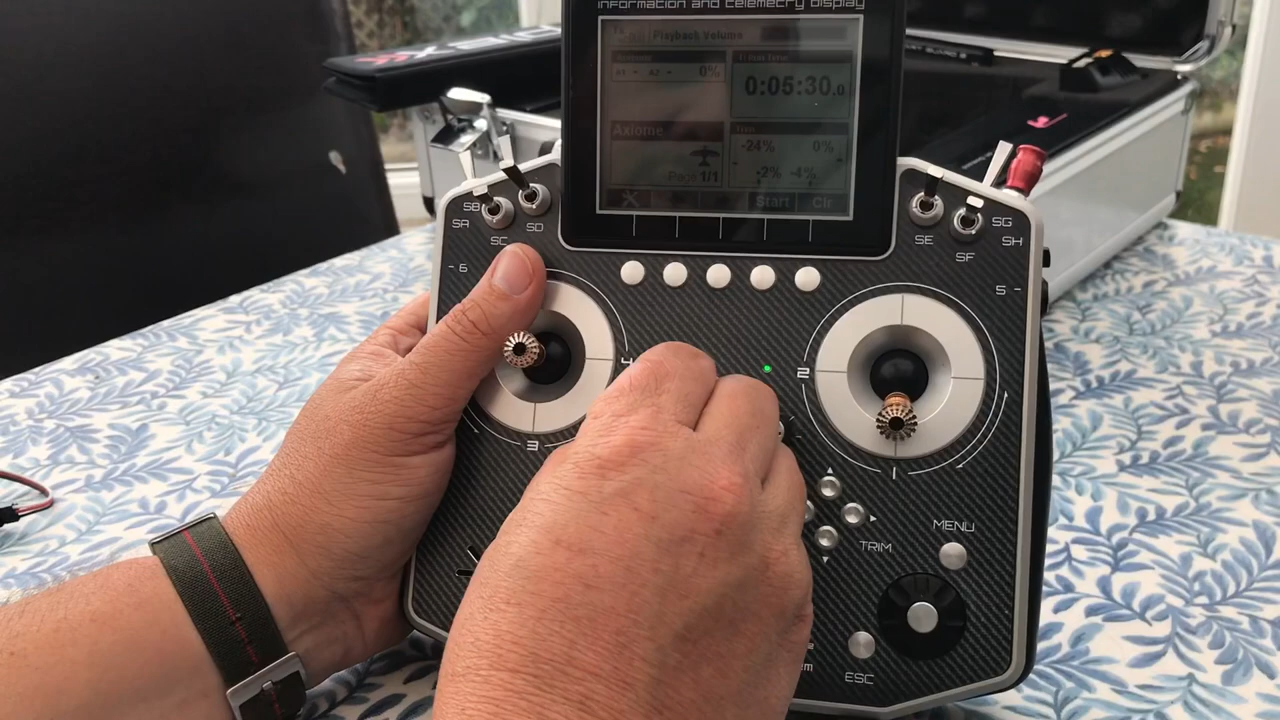 information and telemetry display
Playback Volume
0%
0:05:30.0
Axiome
Page 1/1
-24% 0%
-2% -4%
Start Clr
SB
SA
SC
SD
SE
SF
SG
SH
- 6
5 -
4
2
3
1
TRIM
MENU
ESC